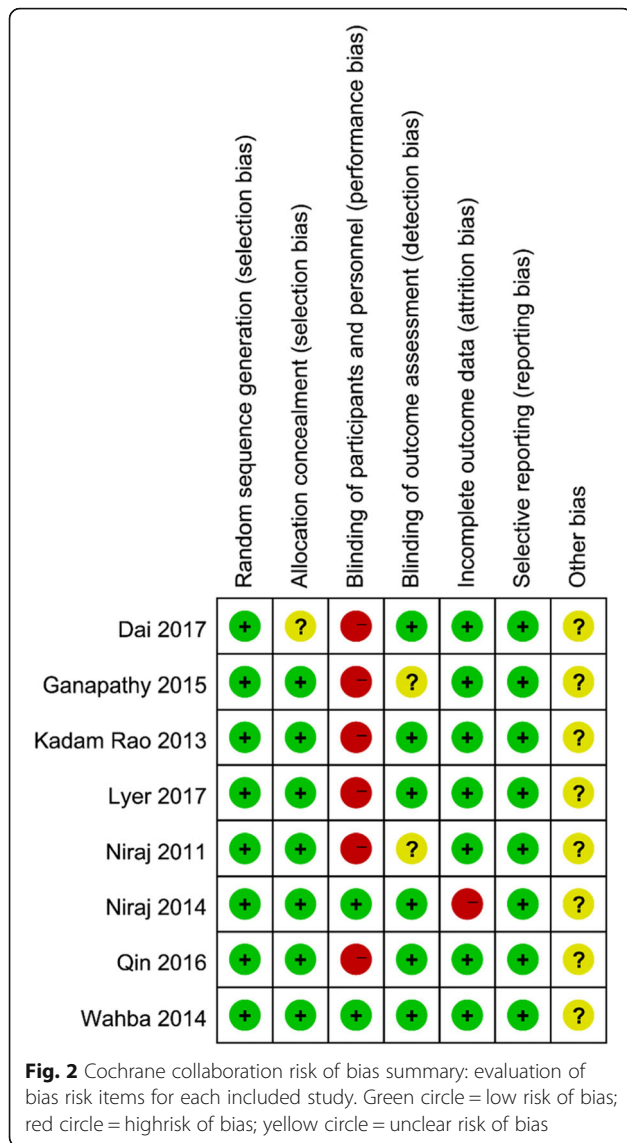 Random sequence generation (selection bias)
Allocation concealment (selection bias)
Blinding of participants and personnel (performance bias)
Blinding of outcome assessment (detection bias)
Incomplete outcome data (attrition bias)
Selective reporting (reporting bias)
Other bias
Dai 2017 + ? − + + + ?
Ganapathy 2015 + + − ? + + ?
Kadam Rao 2013 + + − + + + ?
Lyer 2017 + + − + + + ?
Niraj 2011 + + − ? + + ?
Niraj 2014 + + + + − + ?
Qin 2016 + + − + + + ?
Wahba 2014 + + + + + + ?
Fig. 2 Cochrane collaboration risk of bias summary: evaluation of
bias risk items for each included study. Green circle = low risk of bias;
red circle = highrisk of bias; yellow circle = unclear risk of bias